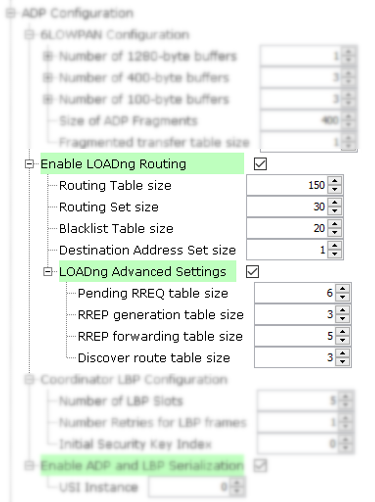 ADP Configuration
6LOWPAN Configuration
Number of 1280-byte buffers 1
Number of 400-byte buffers 3
Number of 100-byte buffers 3
Size of ADP Fragments 400
Fragmented transfer table size 1
Enable LOADng Routing
Routing Table size 150
Routing Set size 30
Blacklist Table size 20
Destination Address Set size 1
LOADng Advanced Settings
Pending RREQ table size 6
RREP generation table size 3
RREP forwarding table size 5
Discover route table size 3
Coordinator LBP Configuration
Number of LBP Slots 5
Number Retries for LBP frames 1
Initial Security Key Index 0
Enable ADP and LBP Serialization
USI Instance 0